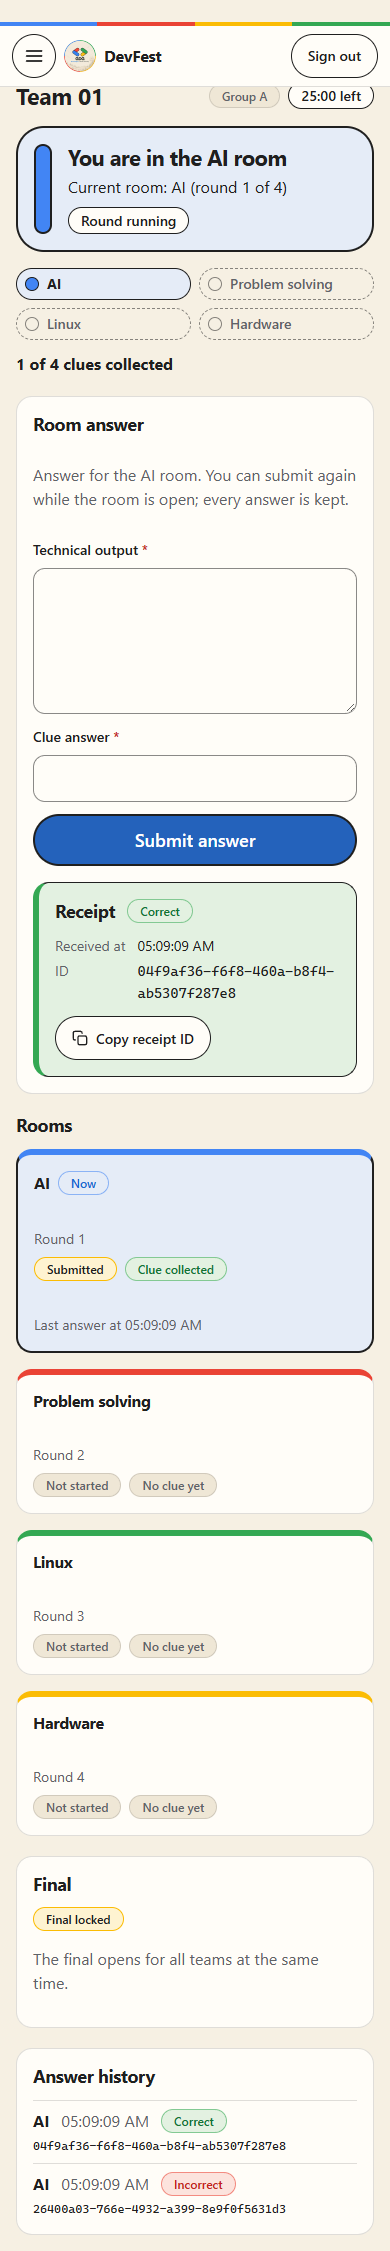 DevFest
Sign out
Team 01
Group A
25:00 left
You are in the AI room
Current room: AI (round 1 of 4)
Round running
AI
Problem solving
Linux
Hardware
1 of 4 clues collected
Room answer
Answer for the AI room. You can submit again
while the room is open; every answer is kept.
Technical output *
Clue answer *
Submit answer
Receipt
Correct
Received at 05:09:09 AM
ID 04f9af36-f6f8-460a-b8f4-
ab5307f287e8
Copy receipt ID
Rooms
AI
Now
Round 1
Submitted
Clue collected
Last answer at 05:09:09 AM
Problem solving
Round 2
Not started
No clue yet
Linux
Round 3
Not started
No clue yet
Hardware
Round 4
Not started
No clue yet
Final
Final locked
The final opens for all teams at the same
time.
Answer history
AI 05:09:09 AM Correct
04f9af36-f6f8-460a-b8f4-ab5307f287e8
AI 05:09:09 AM Incorrect
26400a03-766e-4932-a399-8e9f0f5631d3